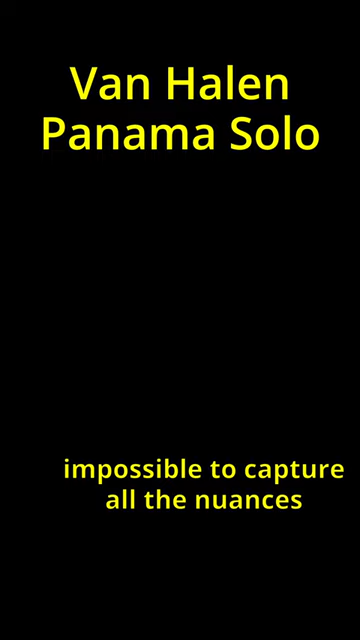 Van Halen
Panama Solo
impossible to capture
all the nuances